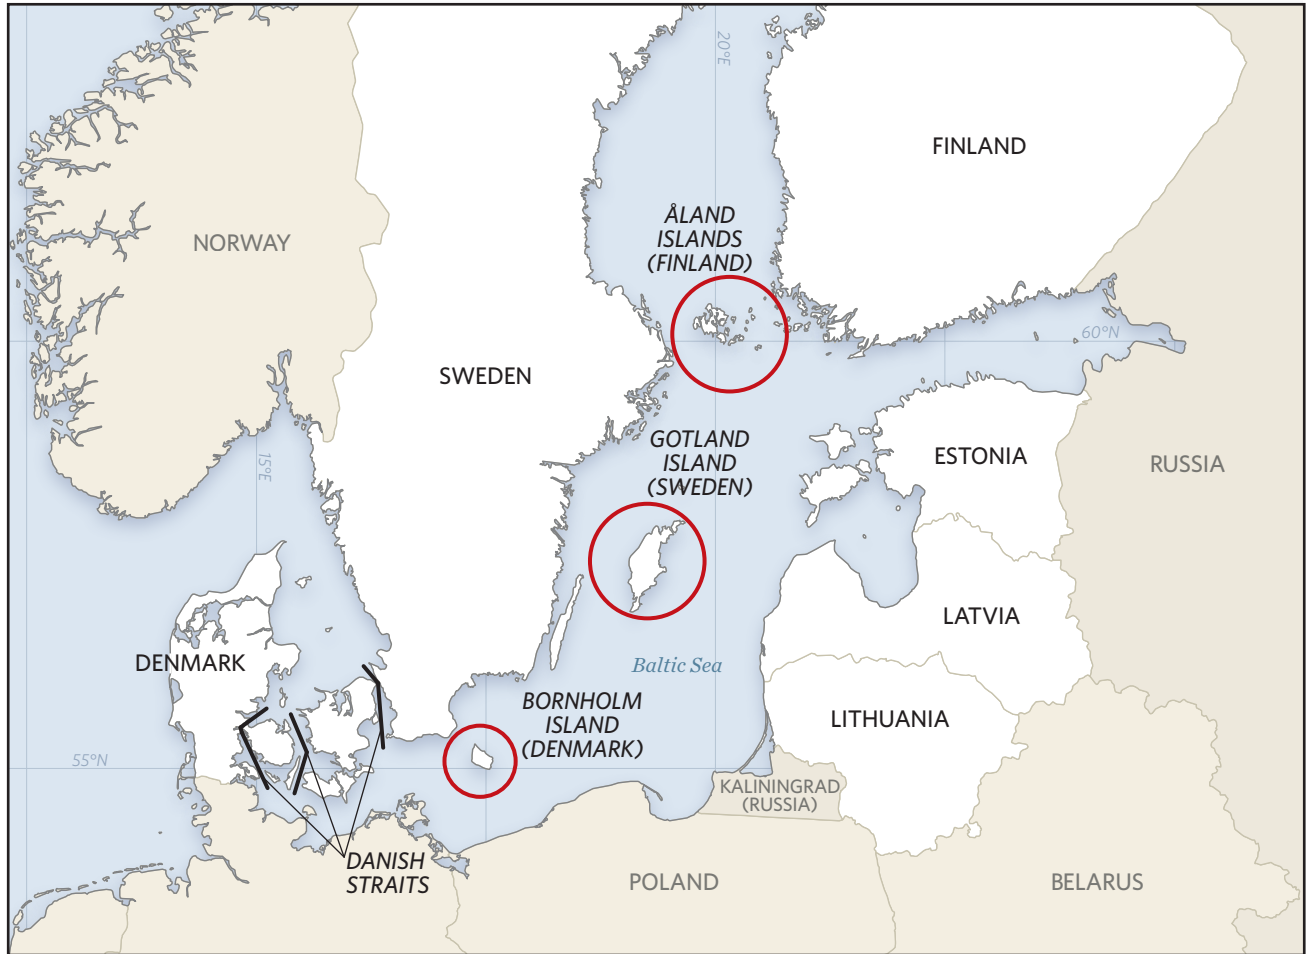 20°E
FINLAND
ÅLAND
ISLANDS
(FINLAND)
NORWAY
60°N
SWEDEN
GOTLAND
ISLAND
(SWEDEN)
ESTONIA
RUSSIA
15°E
LATVIA
DENMARK
Baltic Sea
BORNHOLM
ISLAND
(DENMARK)
LITHUANIA
55°N
KALININGRAD
(RUSSIA)
DANISH
STRAITS
POLAND
BELARUS